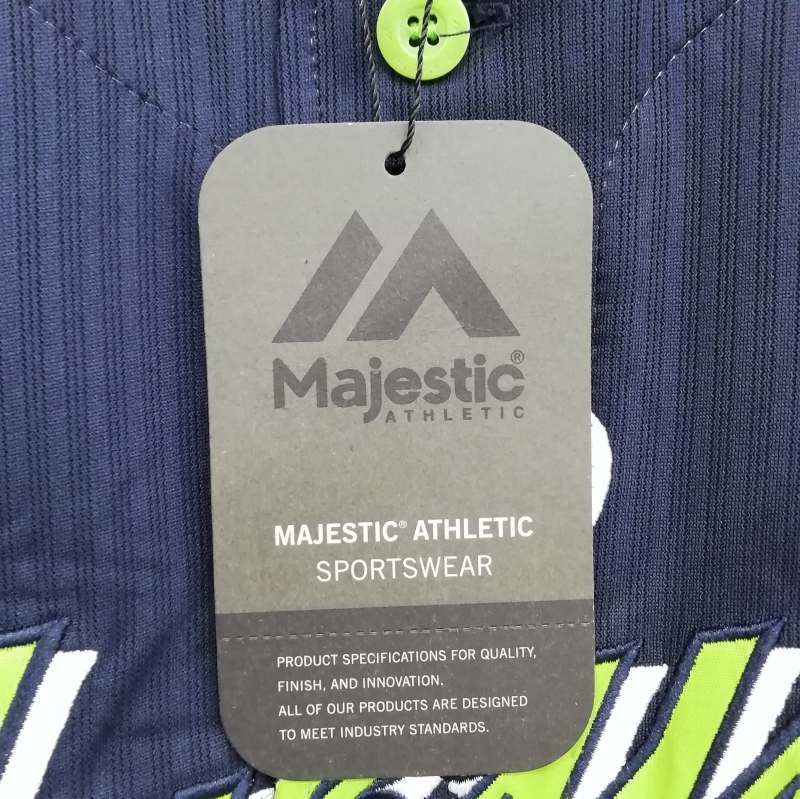 Majestic®
ATHLETIC
MAJESTIC® ATHLETIC
SPORTSWEAR
PRODUCT SPECIFICATIONS FOR QUALITY,
FINISH, AND INNOVATION.
ALL OF OUR PRODUCTS ARE DESIGNED
TO MEET INDUSTRY STANDARDS.